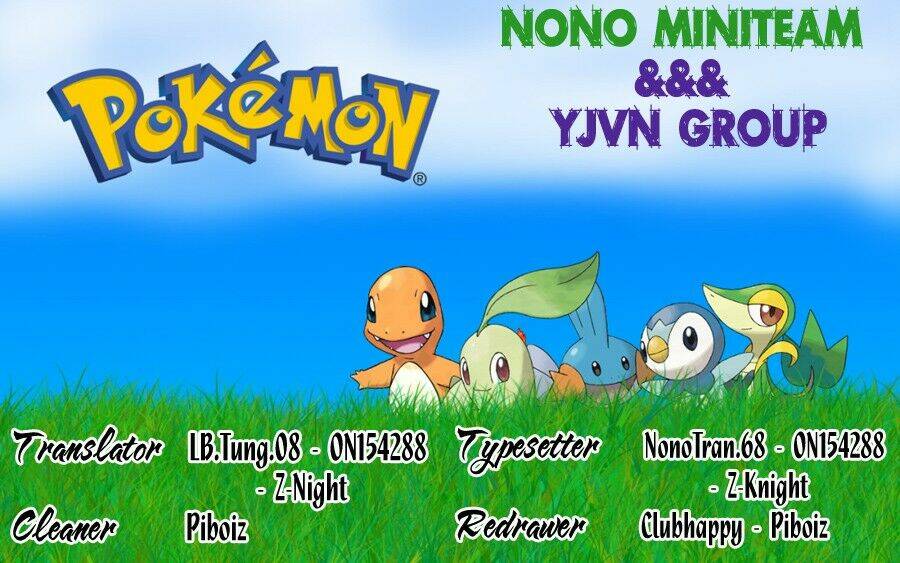 POKéMON®
NONO MINITEAM
&&&
YJVN GROUP
Translator LB.Tung.08 - ON154288
- Z-Night
Cleaner Piboiz
Typesetter NonoTran.68 - ON154288
- Z-Knight
Redrawer Clubhappy - Piboiz